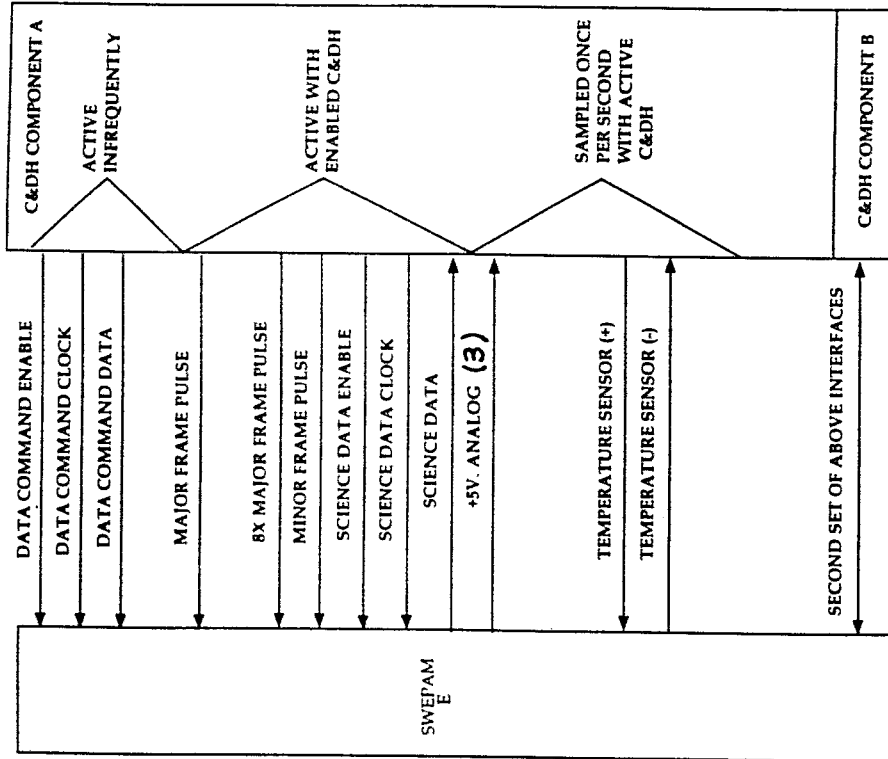 C&DH COMPONENT A
ACTIVE
INFREQUENTLY
ACTIVE WITH
ENABLED C&DH
SAMPLED ONCE
PER SECOND
WITH ACTIVE
C&DH
C&DH COMPONENT B
DATA COMMAND ENABLE
DATA COMMAND CLOCK
DATA COMMAND DATA
MAJOR FRAME PULSE
8X MAJOR FRAME PULSE
MINOR FRAME PULSE
SCIENCE DATA ENABLE
SCIENCE DATA CLOCK
SCIENCE DATA
+5V. ANALOG (3)
TEMPERATURE SENSOR (+)
TEMPERATURE SENSOR (-)
SECOND SET OF ABOVE INTERFACES
SWEPAM
E